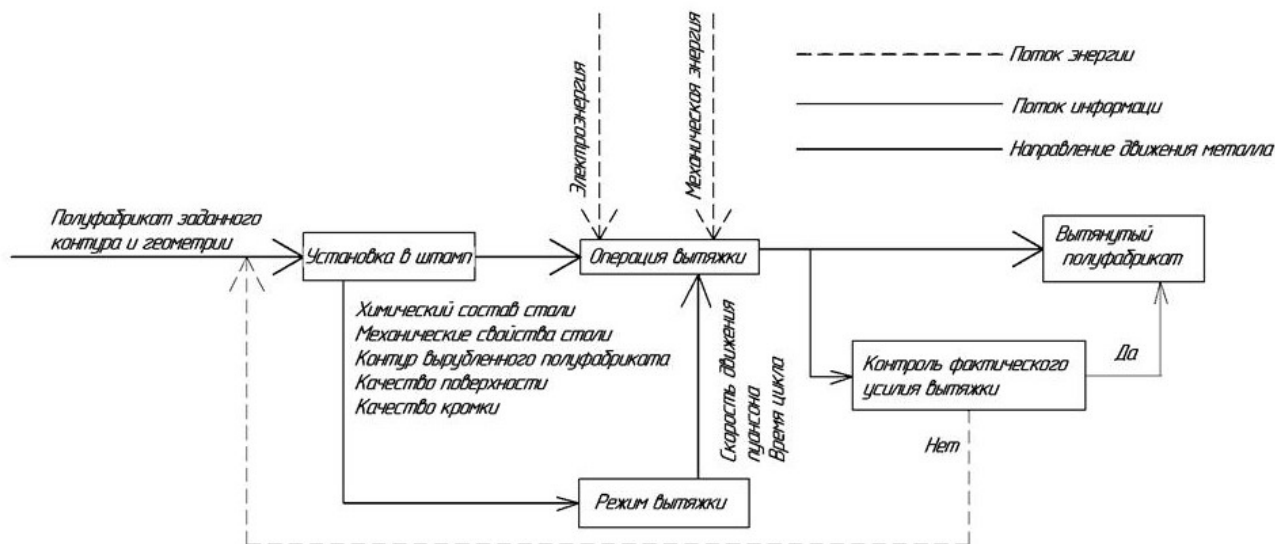 Электроэнергия
Механическая энергия
Поток энергии
Поток информаци
Направление движения металла
Полуфабрикат заданного
контура и геометрии
Установка в штамп
Операция вытяжки
Вытянутый
полуфабрикат
Химический состав стали
Механические свойства стали
Контур вырубленного полуфабриката
Качество поверхности
Качество кромки
Скорость движения
пуансона
Время цикла
Контроль фактического
усилия вытяжки
Да
Нет
Режим вытяжки